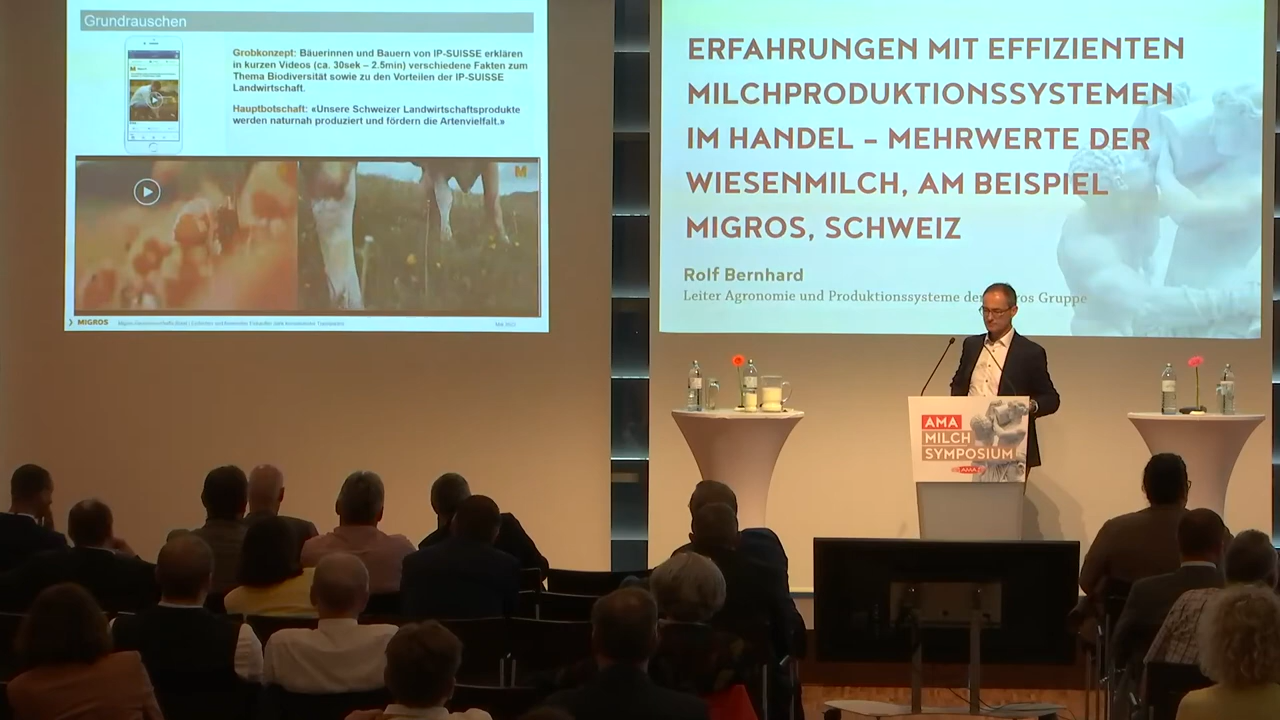 Grundrauschen
Grobkonzept: Bäuerinnen und Bauern von IP-SUISSE erklären
in kurzen Videos (ca. 30sek – 2.5min) verschiedene Fakten zum
Thema Biodiversität sowie zu den Vorteilen der IP-SUISSE
Landwirtschaft.
Hauptbotschaft: «Unsere Schweizer Landwirtschaftsprodukte
werden naturnah produziert und fördern die Artenvielfalt.»
M
MIGROS
ERFAHRUNGEN MIT EFFIZIENTEN
MILCHPRODUKTIONSSYSTEMEN
IM HANDEL – MEHRWERTE DER
WIESENMILCH, AM BEISPIEL
MIGROS, SCHWEIZ
Rolf Bernhard
Leiter Agronomie und Produktionssysteme der Gruppe
AMA
MILCH
SYMPOSIUM
AMA